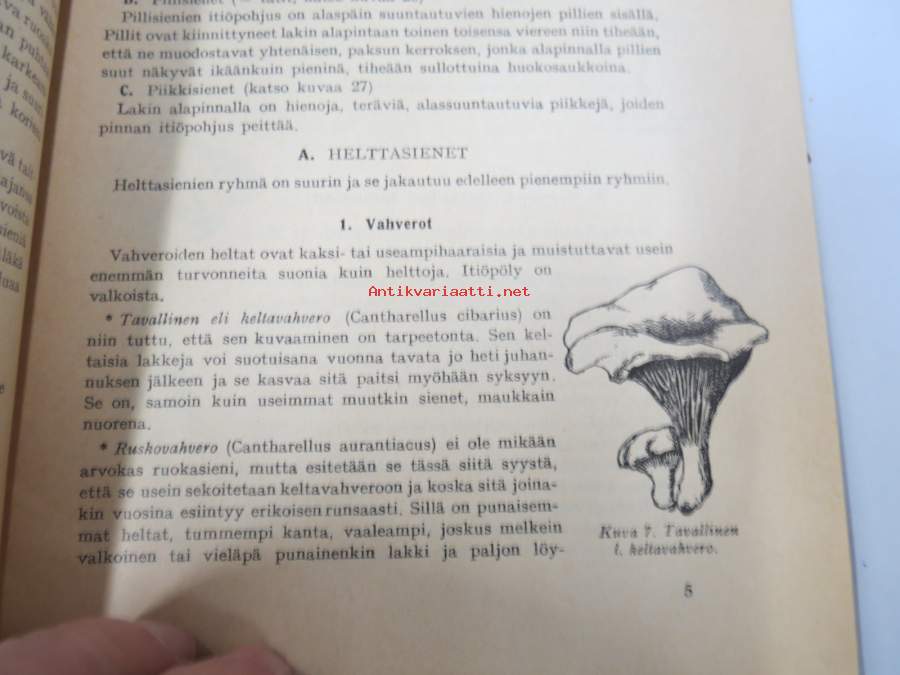 Pillisienien itiöpohjus on alaspäin suuntautuvien hienojen pillien sisällä.
Pillit ovat kiinnittyneet lakin alapintaan toinen toisensa viereen niin tiheään,
että ne muodostavat yhtenäisen, paksun kerroksen, jonka alapinnalla pillien
suut näkyvät ikäänkuin pieninä, tiheään sullottuina huokosaukkoina.
C. Piikkisienet (katso kuvaa 27)
Lakin alapinnalla on hienoja, teräviä, alassuuntautuvia piikkejä, joiden
pinnan itiöpohjus peittää.
A. HELTTASIENET
Helttasienien ryhmä on suurin ja se jakautuu edelleen pienempiin ryhmiin.
1. Vahverot
Vahveroiden heltat ovat kaksi- tai useampihaaraisia ja muistuttavat usein
enemmän turvonneita suonia kuin helttoja. Itiöpöly on
valkoista.
Antikvariaatti.net
* Tavallinen eli keltavahvero (Cantharellus cibarius) on
niin tuttu, että sen kuvaaminen on tarpeetonta. Sen kel-
taisia lakkeja voi suotuisana vuonna tavata jo heti juhan-
nuksen jälkeen ja se kasvaa sitä paitsi myöhään syksyyn.
Se on, samoin kuin useimmat muutkin sienet, maukkain
nuorena.
* Ruskovahvero (Cantharellus aurantiacus) ei ole mikään
arvokas ruokasieni, mutta esitetään se tässä siitä syystä,
että se usein sekoitetaan keltavahveroon ja koska sitä joina-
kin vuosina esiintyy erikoisen runsaasti. Sillä on punaisem-
mat heltat, tummempi kanta, vaaleampi, joskus melkein
valkoinen tai vieläpä punainenkin lakki ja paljon löy-
Kuva 7. Tavallinen
l. keltavahvero.
5